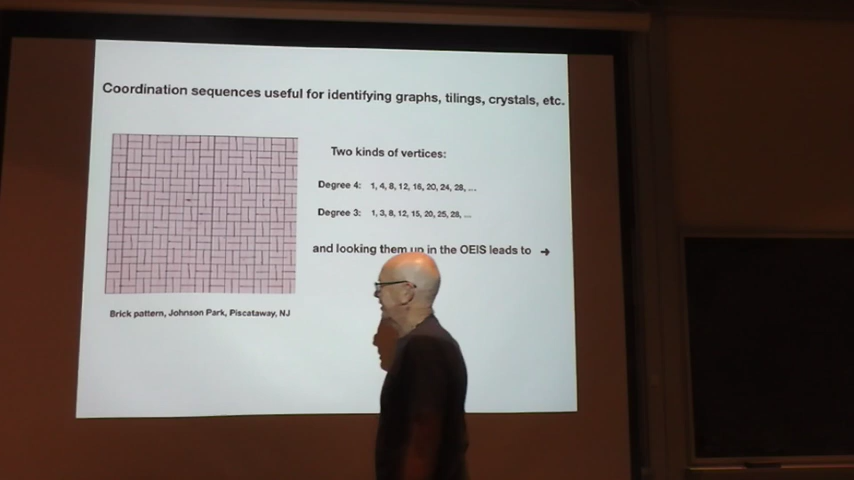 Coordination sequences useful for identifying graphs, tilings, crystals, etc.
Two kinds of vertices:
Degree 4: 1, 4, 8, 12, 16, 20, 24, 28, ...
Degree 3: 1, 3, 8, 12, 15, 20, 25, 28, ...
and looking them up in the OEIS leads to →
Brick pattern, Johnson Park, Piscataway, NJ